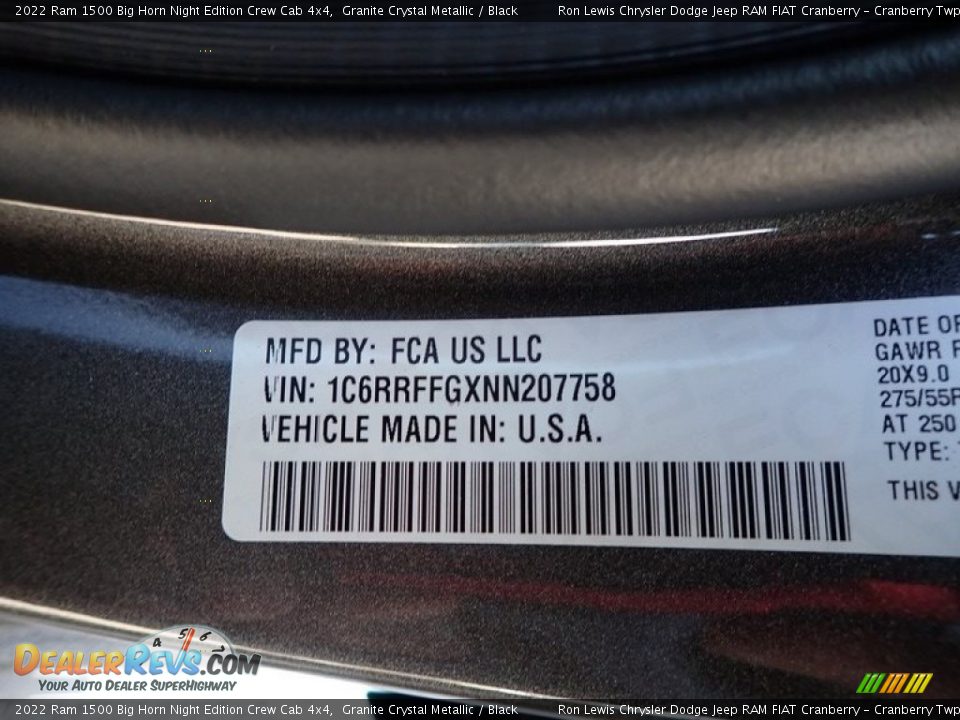 2022 Ram 1500 Big Horn Night Edition Crew Cab 4x4, Granite Crystal Metallic / Black Ron Lewis Chrysler Dodge Jeep RAM FIAT Cranberry - Cranberry Twp
MFD BY: FCA US LLC
VIN: 1C6RRFFGXNN207758
VEHICLE MADE IN: U.S.A.
DATE OF
GAWR
20X9.0
275/55R
AT 250
TYPE:
THIS
4 5 6
DealerRevs.com
Your Auto Dealer SuperHighway
2022 Ram 1500 Big Horn Night Edition Crew Cab 4x4, Granite Crystal Metallic / Black Ron Lewis Chrysler Dodge Jeep RAM FIAT Cranberry - Cranberry Twp